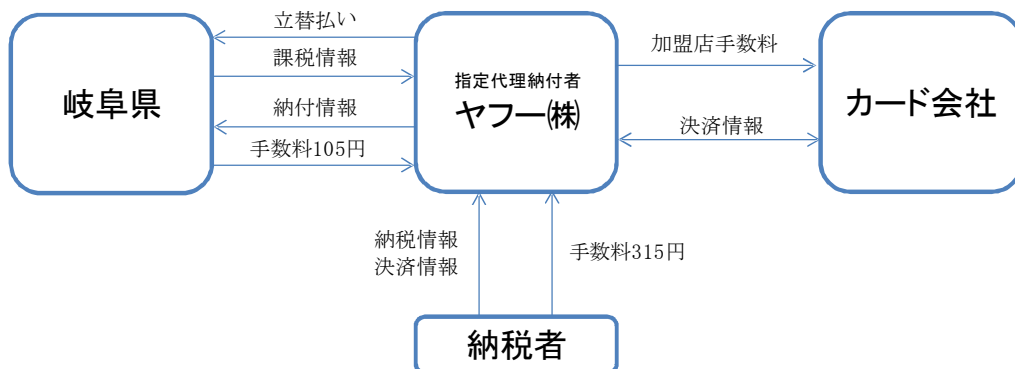 立替払い
課税情報
納付情報
手数料105円
岐阜県
指定代理納付者
ヤフー㈱
加盟店手数料
決済情報
カード会社
納税情報
決済情報
手数料315円
納税者